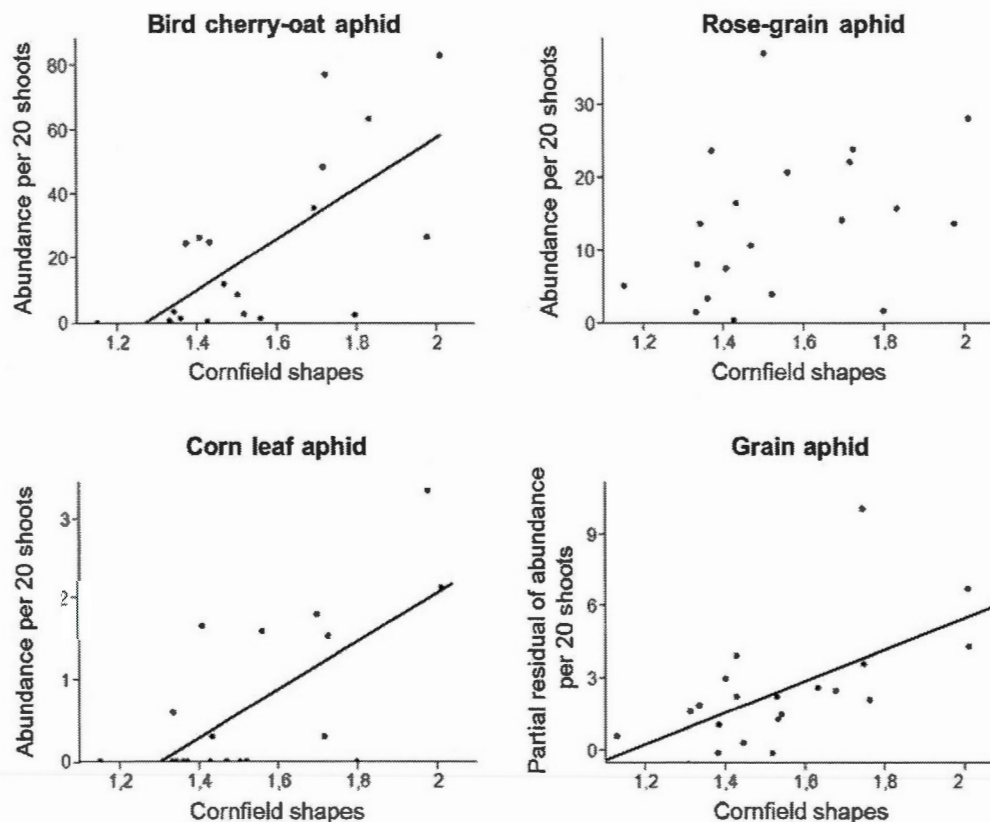 Bird cherry-oat aphid
Abundance per 20 shoots
80
60
40
20
0
1,2
1,4
1,6
1,8
2
Cornfield shapes
Rose-grain aphid
Abundance per 20 shoots
30
20
10
0
1,2
1,4
1,6
1,8
2
Cornfield shapes
Corn leaf aphid
Abundance per 20 shoots
3
2
1
0
1,2
1,4
1,6
1,8
2
Cornfield shapes
Grain aphid
Partial residual of abundance
per 20 shoots
9
6
3
0
1,2
1,4
1,6
1,8
2
Cornfield shapes